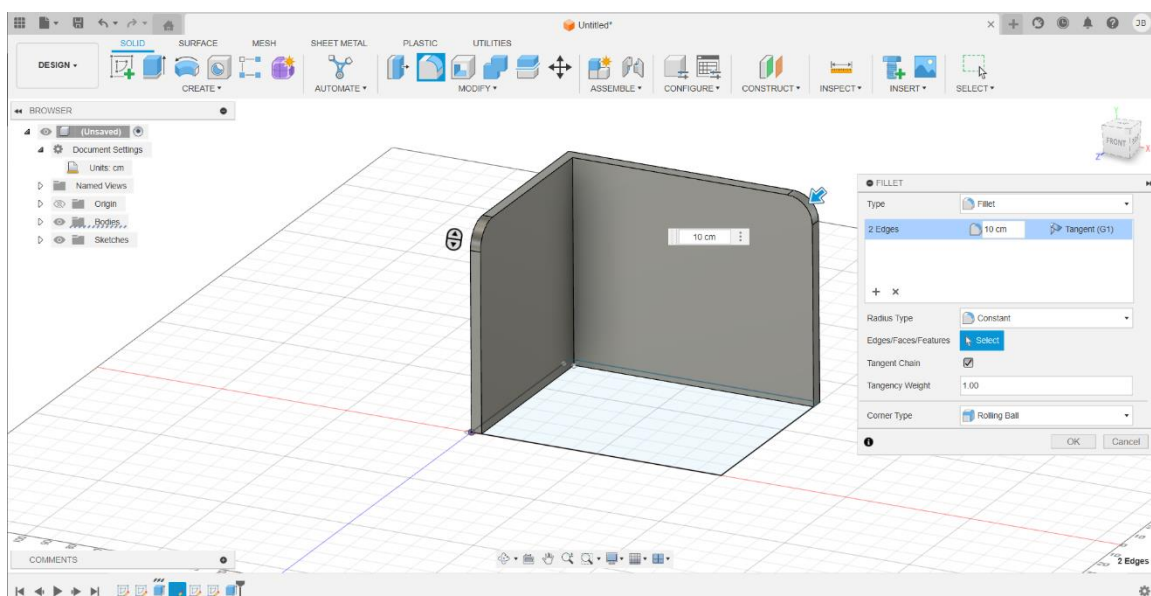 Untitled*
JB
DESIGN
SOLID SURFACE MESH SHEET METAL PLASTIC UTILITIES
CREATE AUTOMATE MODIFY ASSEMBLE CONFIGURE CONSTRUCT INSPECT INSERT SELECT
BROWSER
(Unsaved)
Document Settings
Units: cm
Named Views
Origin
Bodies
Sketches
Y
FRONT
Z
X
10 cm
FILLET
Type Fillet
2 Edges 10 cm Tangent (G1)
Radius Type Constant
Edges/Faces/Features Select
Tangent Chain
Tangency Weight 1.00
Corner Type Rolling Ball
OK Cancel
COMMENTS
2 Edges